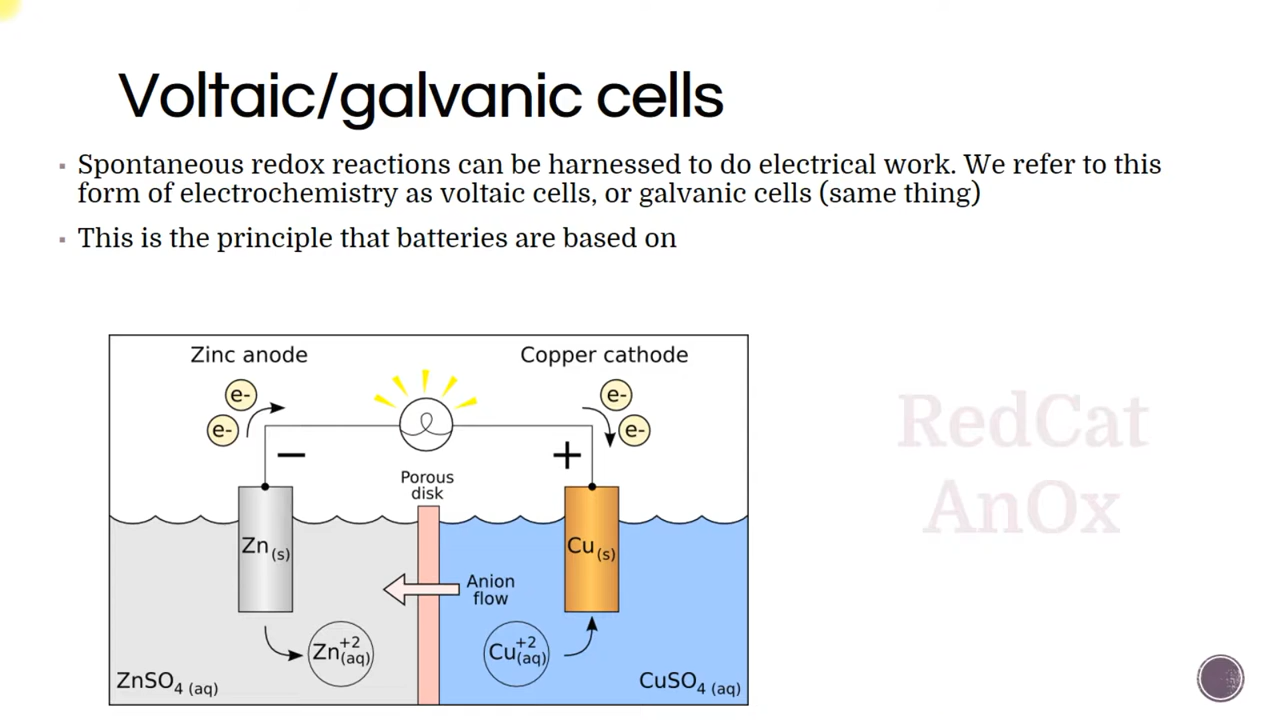 Voltaic/galvanic cells
▪ Spontaneous redox reactions can be harnessed to do electrical work. We refer to this
form of electrochemistry as voltaic cells, or galvanic cells (same thing)
▪ This is the principle that batteries are based on
Zinc anode
Copper cathode
e-
e-
e-
e-
−
+
Porous
disk
Zn(s)
Cu(s)
Anion
flow
Zn+2(aq)
Cu+2(aq)
ZnSO4 (aq)
CuSO4 (aq)
RedCat
AnOx